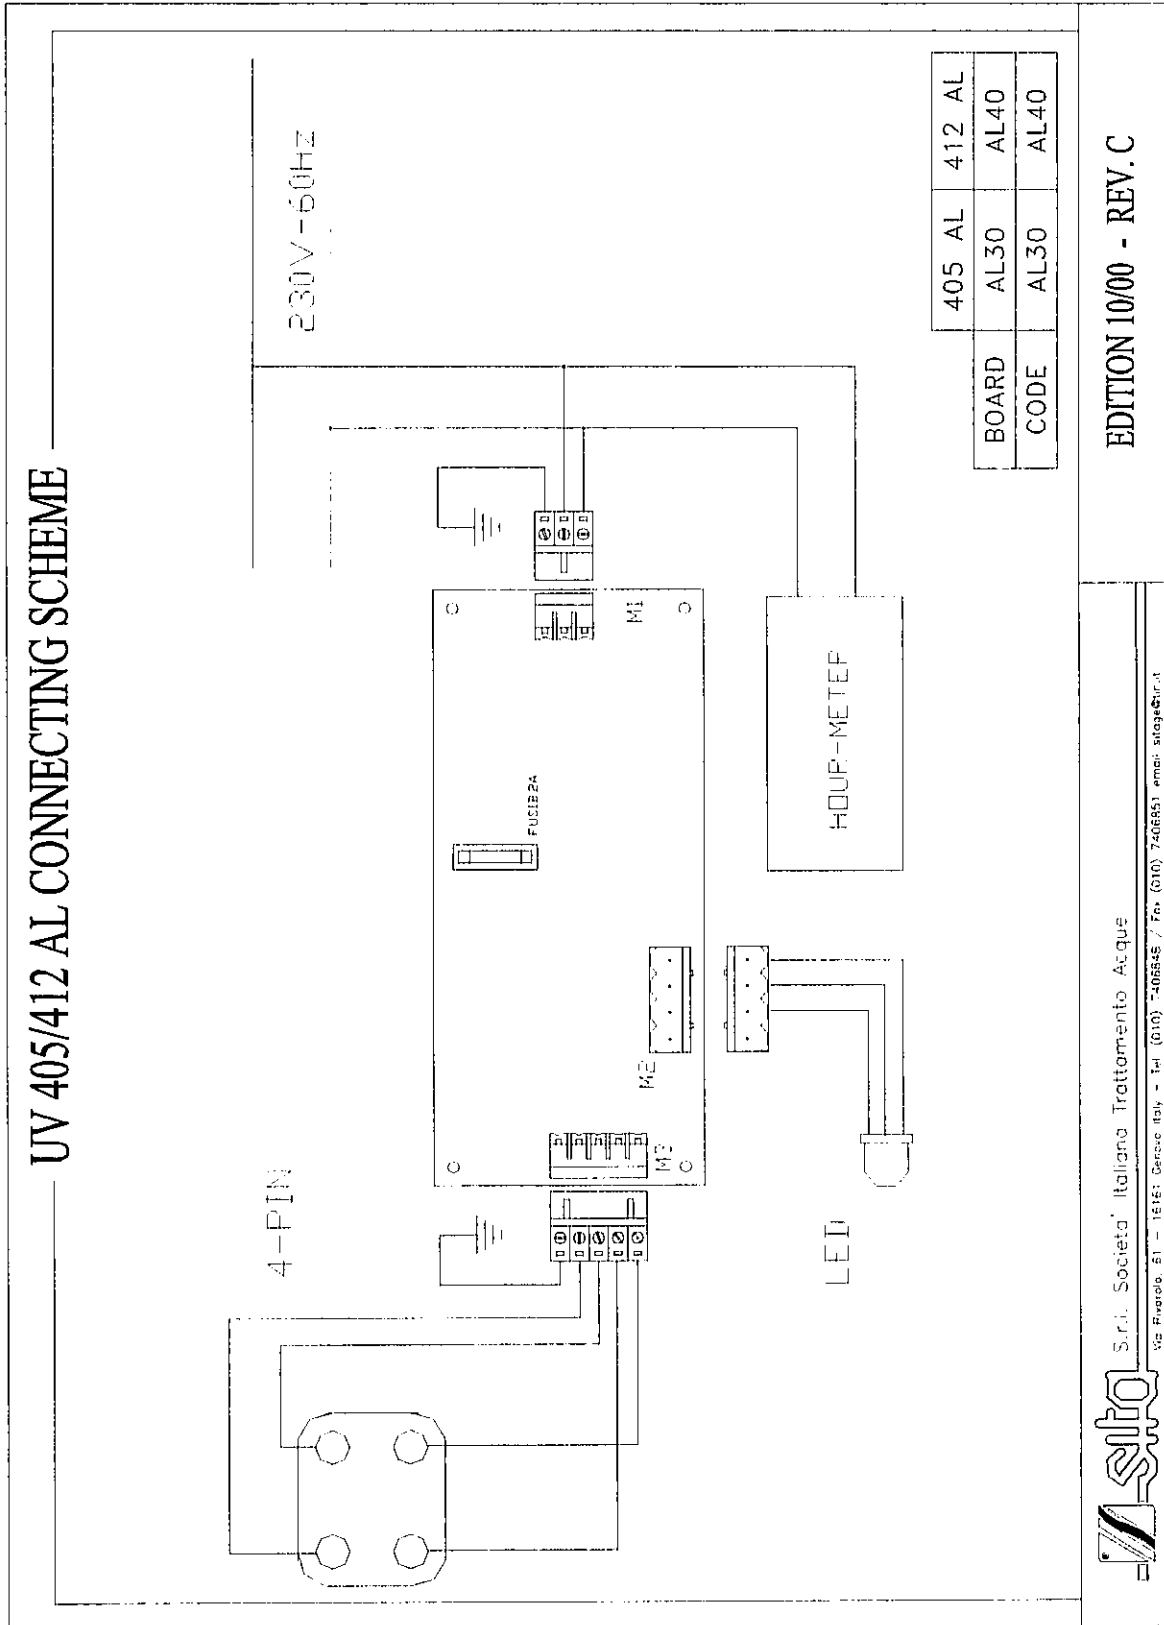 UV 405/412 AL CONNECTING SCHEME
4-PIN
230V-60Hz
FUSIB2A
M1
M2
M3
LED
HOUR-METER
405 AL 412 AL
BOARD AL30 AL40
CODE AL30 AL40
sita S.r.l. Societa' Italiana Trattamento Acque
EDITION 10/00 - REV. C